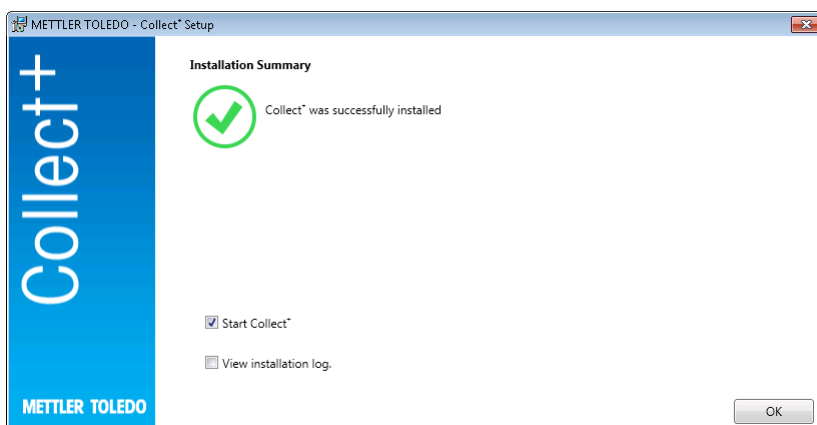 METTLER TOLEDO - Collect⁺ Setup
Collect+
Installation Summary
Collect⁺ was successfully installed
Start Collect⁺
View installation log.
METTLER TOLEDO
OK